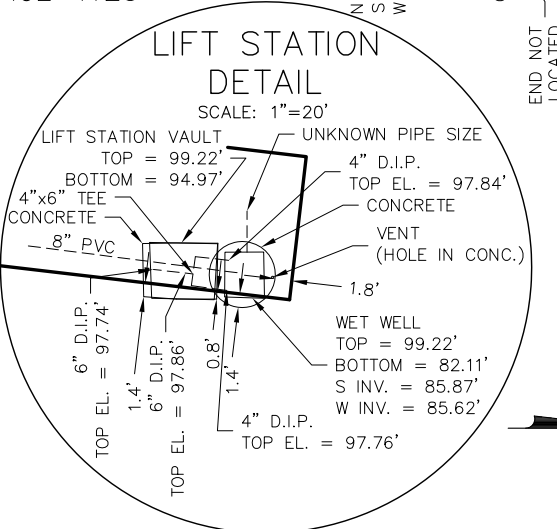 N
S
W
END NOT
LOCATED
LIFT STATION
DETAIL
SCALE: 1"=20'
LIFT STATION VAULT
TOP = 99.22'
BOTTOM = 94.97'
UNKNOWN PIPE SIZE
4" D.I.P.
TOP EL. = 97.84'
4"x6" TEE
CONCRETE
CONCRETE
8" PVC
VENT
(HOLE IN CONC.)
1.8'
6" D.I.P.
TOP EL. = 97.74'
1.4'
6" D.I.P.
TOP EL. = 97.86'
0.8'
1.4'
WET WELL
TOP = 99.22'
BOTTOM = 82.11'
S INV. = 85.87'
W INV. = 85.62'
4" D.I.P.
TOP EL. = 97.76'